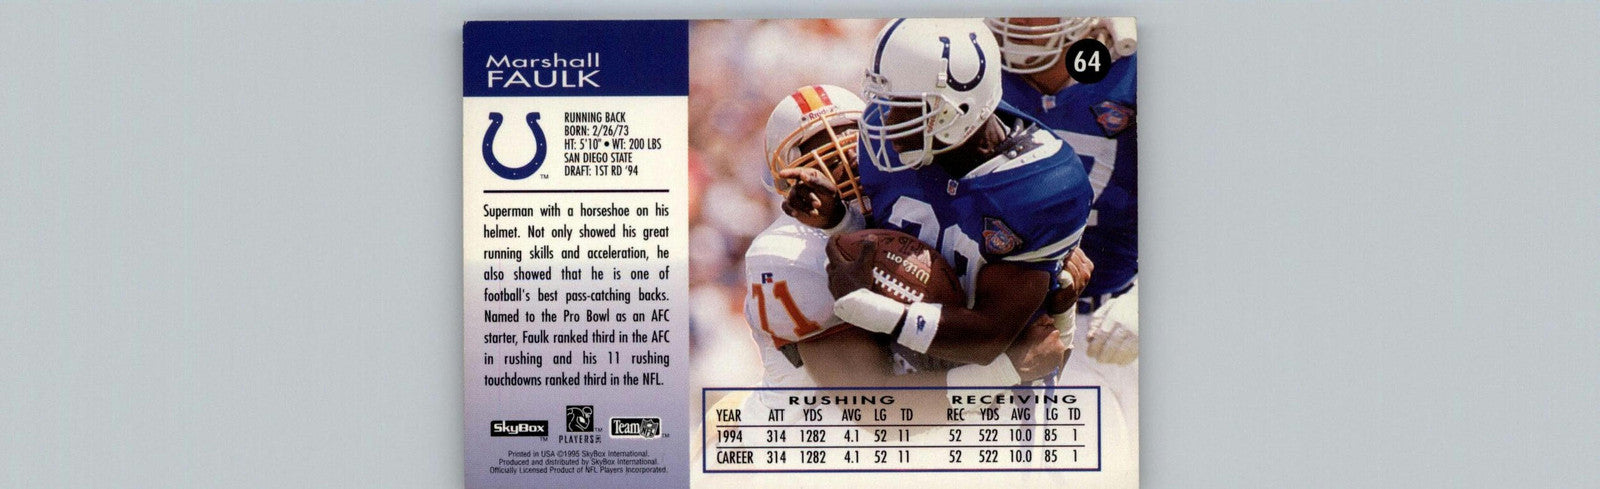 Marshall
FAULK
RUNNING BACK
BORN: 2/26/73
HT: 5'10" • WT: 200 LBS
SAN DIEGO STATE
DRAFT: 1ST RD '94
TM
Superman with a horseshoe on his
helmet. Not only showed his great
running skills and acceleration, he
also showed that he is one of
football's best pass-catching backs.
Named to the Pro Bowl as an AFC
starter, Faulk ranked third in the AFC
in rushing and his 11 rushing
touchdowns ranked third in the NFL.
SkyBox TM
PLAYERS TM
Team NFL TM
Printed in USA ©1995 SkyBox International.
Produced and distributed by SkyBox International.
Officially Licensed Product of NFL Players Incorporated.
64
Riddell
Wilson
11
RUSHING RECEIVING
YEAR ATT YDS AVG LG TD REC YDS AVG LG TD
1994 314 1282 4.1 52 11 52 522 10.0 85 1
CAREER 314 1282 4.1 52 11 52 522 10.0 85 1